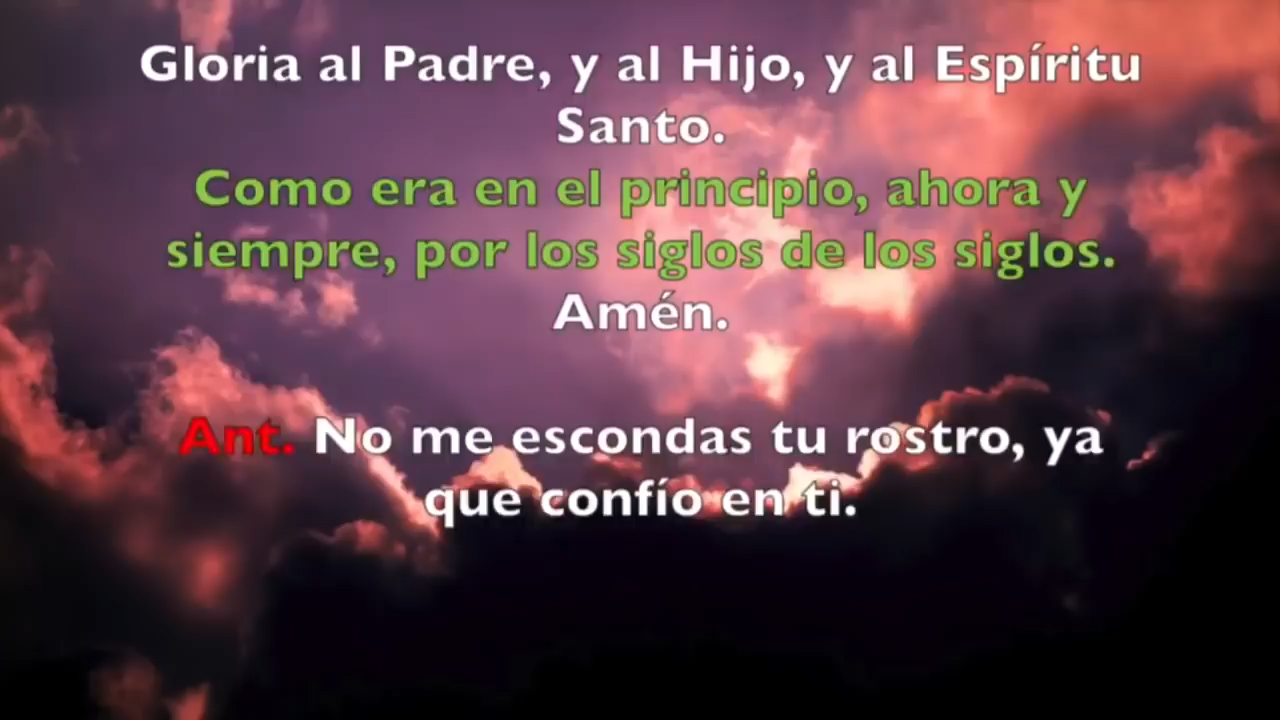 Gloria al Padre, y al Hijo, y al Espíritu
Santo.
Como era en el principio, ahora y
siempre, por los siglos de los siglos.
Amén.
Ant. No me escondas tu rostro, ya
que confío en ti.